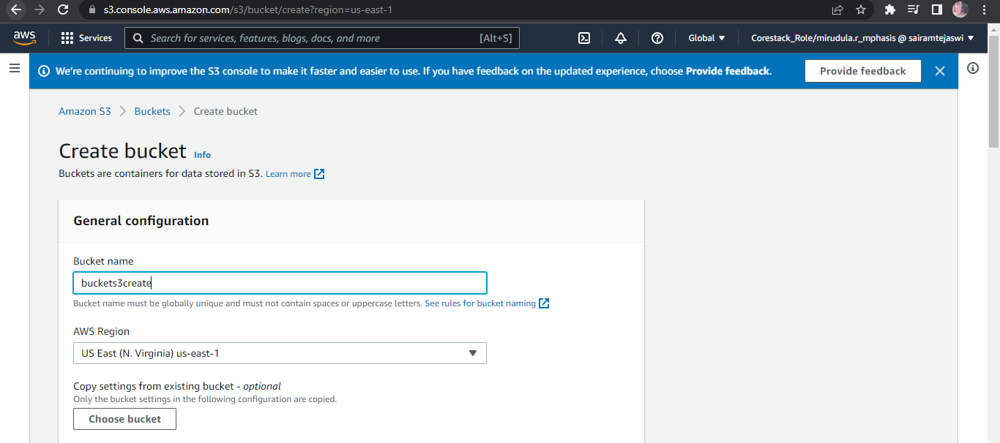 s3.console.aws.amazon.com/s3/bucket/create?region=us-east-1
aws Services Search for services, features, blogs, docs, and more [Alt+S] Global Corestack_Role/mirudula.r_mphasis @ sairamtejaswi
We're continuing to improve the S3 console to make it faster and easier to use. If you have feedback on the updated experience, choose Provide feedback. Provide feedback
Amazon S3 Buckets Create bucket
Create bucket Info
Buckets are containers for data stored in S3. Learn more
General configuration
Bucket name
buckets3create
Bucket name must be globally unique and must not contain spaces or uppercase letters. See rules for bucket naming
AWS Region
US East (N. Virginia) us-east-1
Copy settings from existing bucket - optional
Only the bucket settings in the following configuration are copied.
Choose bucket